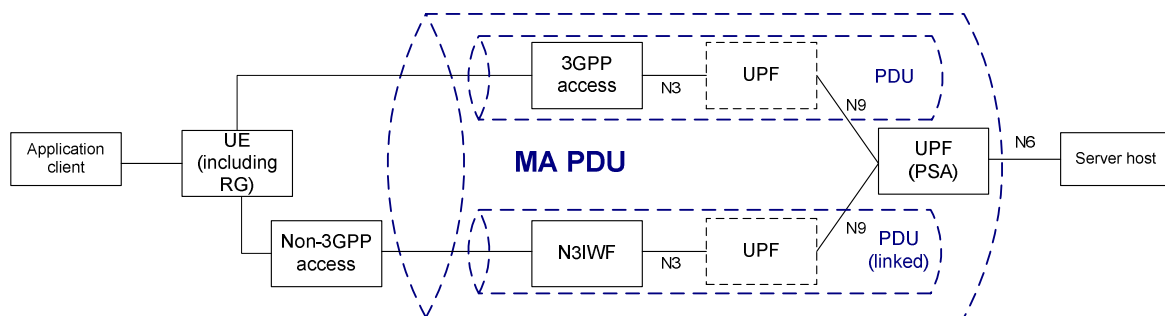 3GPP
access
N3
UPF
PDU
N9
Application
client
UE
(including
RG)
MA PDU
UPF
(PSA)
N6
Server host
Non-3GPP
access
N3IWF
N3
UPF
N9
PDU
(linked)